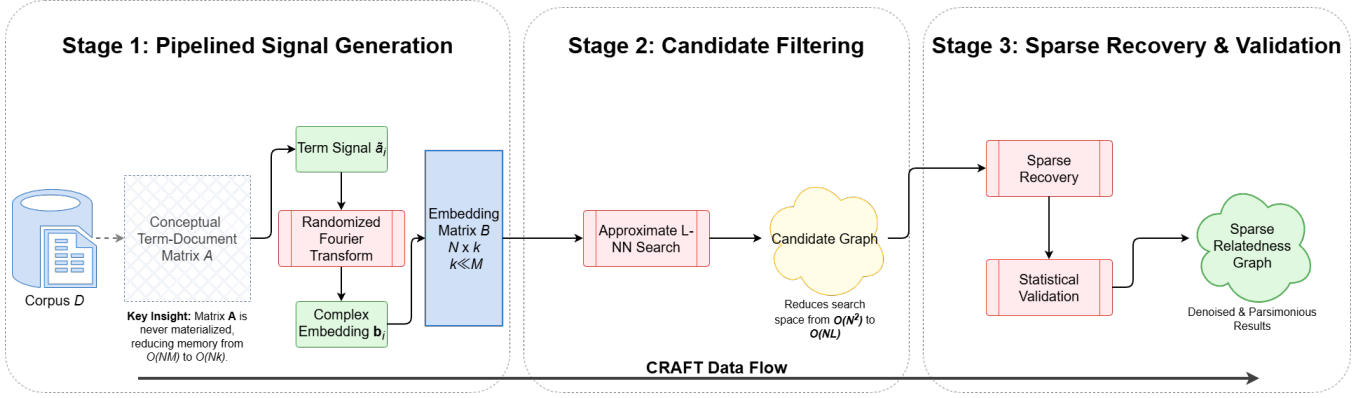 Stage 1: Pipelined Signal Generation
Corpus D
Conceptual
Term-Document
Matrix A
Key Insight: Matrix A is
never materialized,
reducing memory from
O(NM) to O(Nk).
Term Signal ãᵢ
Randomized
Fourier
Transform
Complex
Embedding bᵢ
Embedding
Matrix B
N x k
k≪M
Stage 2: Candidate Filtering
Approximate L-
NN Search
Candidate Graph
Reduces search
space from O(N²) to
O(NL)
Stage 3: Sparse Recovery & Validation
Sparse
Recovery
Statistical
Validation
Sparse
Relatedness
Graph
Denoised & Parsimonious
Results
CRAFT Data Flow